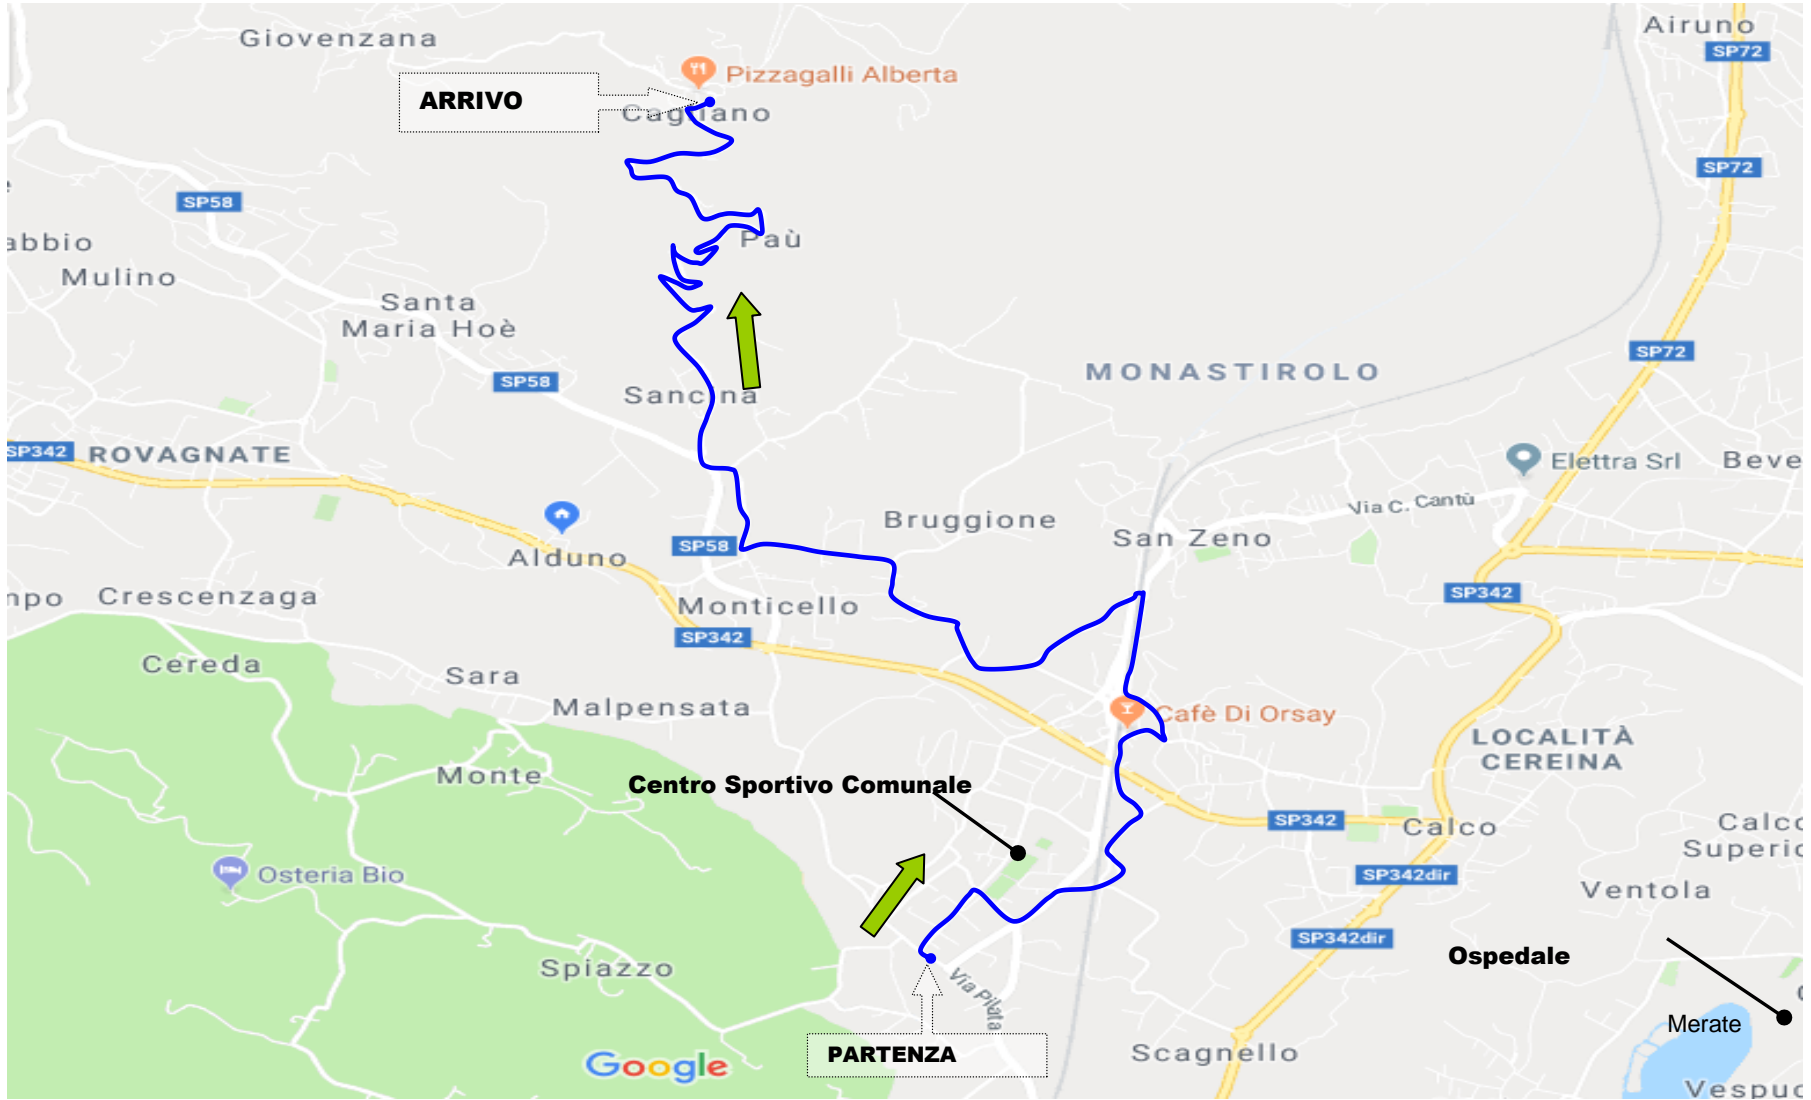 Giovenzana
Airuno
SP72
Pizzagalli Alberta
ARRIVO
Cagliano
SP72
SP58
Paù
abbio
Mulino
Santa
Maria Hoè
SP72
MONASTIROLO
SP58
Sancina
SP342
ROVAGNATE
Elettra Srl
Beve
Via C. Cantù
Bruggione
San Zeno
SP58
Alduno
npo
Crescenzaga
Monticello
SP342
SP342
Cereda
Sara
Malpensata
Cafè Di Orsay
LOCALITÀ
CEREINA
Monte
Centro Sportivo Comunale
SP342
Calco
Calco
Superio
SP342dir
Osteria Bio
Ventola
SP342dir
Ospedale
Spiazzo
Via Pilata
Merate
PARTENZA
Scagnello
Google
Vespuc